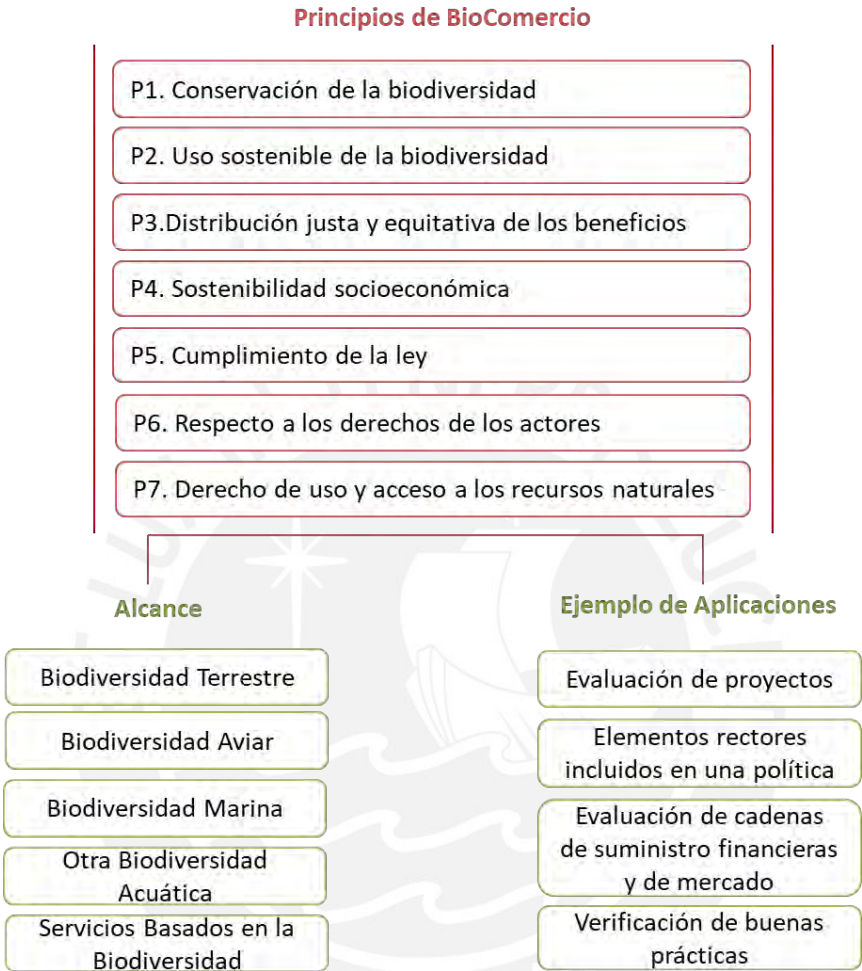 Principios de BioComercio
P1. Conservación de la biodiversidad
P2. Uso sostenible de la biodiversidad
P3.Distribución justa y equitativa de los beneficios
P4. Sostenibilidad socioeconómica
P5. Cumplimiento de la ley
P6. Respecto a los derechos de los actores
P7. Derecho de uso y acceso a los recursos naturales
Alcance
Biodiversidad Terrestre
Biodiversidad Aviar
Biodiversidad Marina
Otra Biodiversidad
Acuática
Servicios Basados en la
Biodiversidad
Ejemplo de Aplicaciones
Evaluación de proyectos
Elementos rectores
incluidos en una política
Evaluación de cadenas
de suministro financieras
y de mercado
Verificación de buenas
prácticas